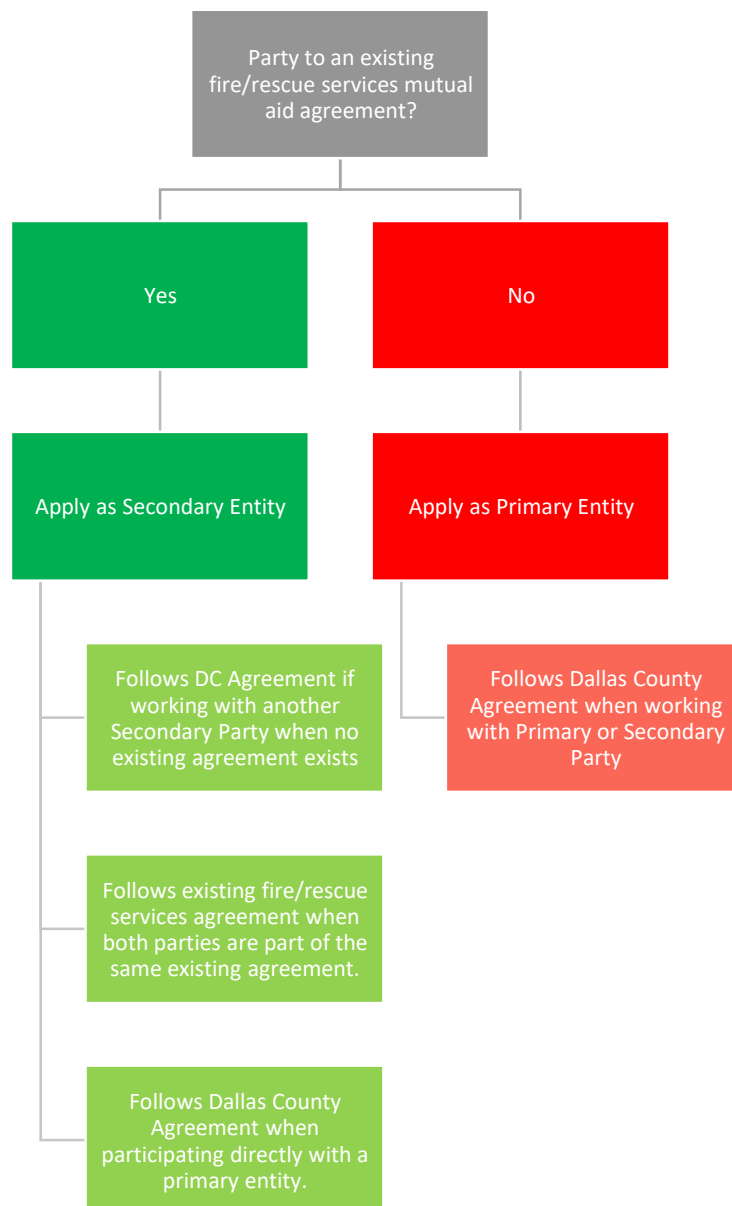 Party to an existing
fire/rescue services mutual
aid agreement?
Yes
No
Apply as Secondary Entity
Apply as Primary Entity
Follows DC Agreement if
working with another
Secondary Party when no
existing agreement exists
Follows Dallas County
Agreement when working
with Primary or Secondary
Party
Follows existing fire/rescue
services agreement when
both parties are part of the
same existing agreement.
Follows Dallas County
Agreement when
participating directly with a
primary entity.